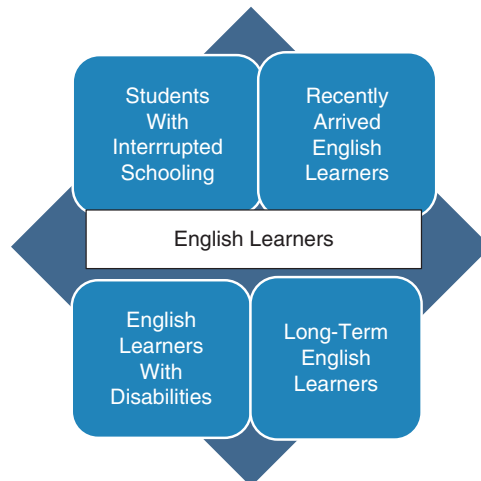 Students
With
Interrrupted
Schooling
Recently
Arrived
English
Learners
English Learners
English
Learners
With
Disabilities
Long-Term
English
Learners